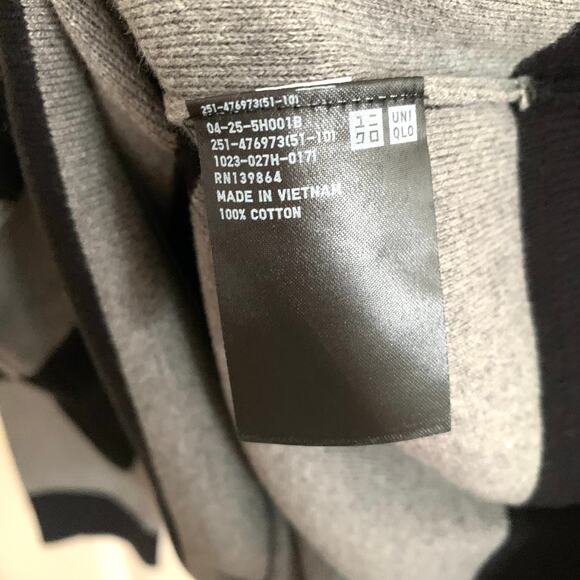 251-476973(51-10)
04-25-5H001B
251-476973(51-10)
1023-027H-0171
RN139864
MADE IN VIETNAM
100% COTTON
ユニ
クロ
UNI
QLO